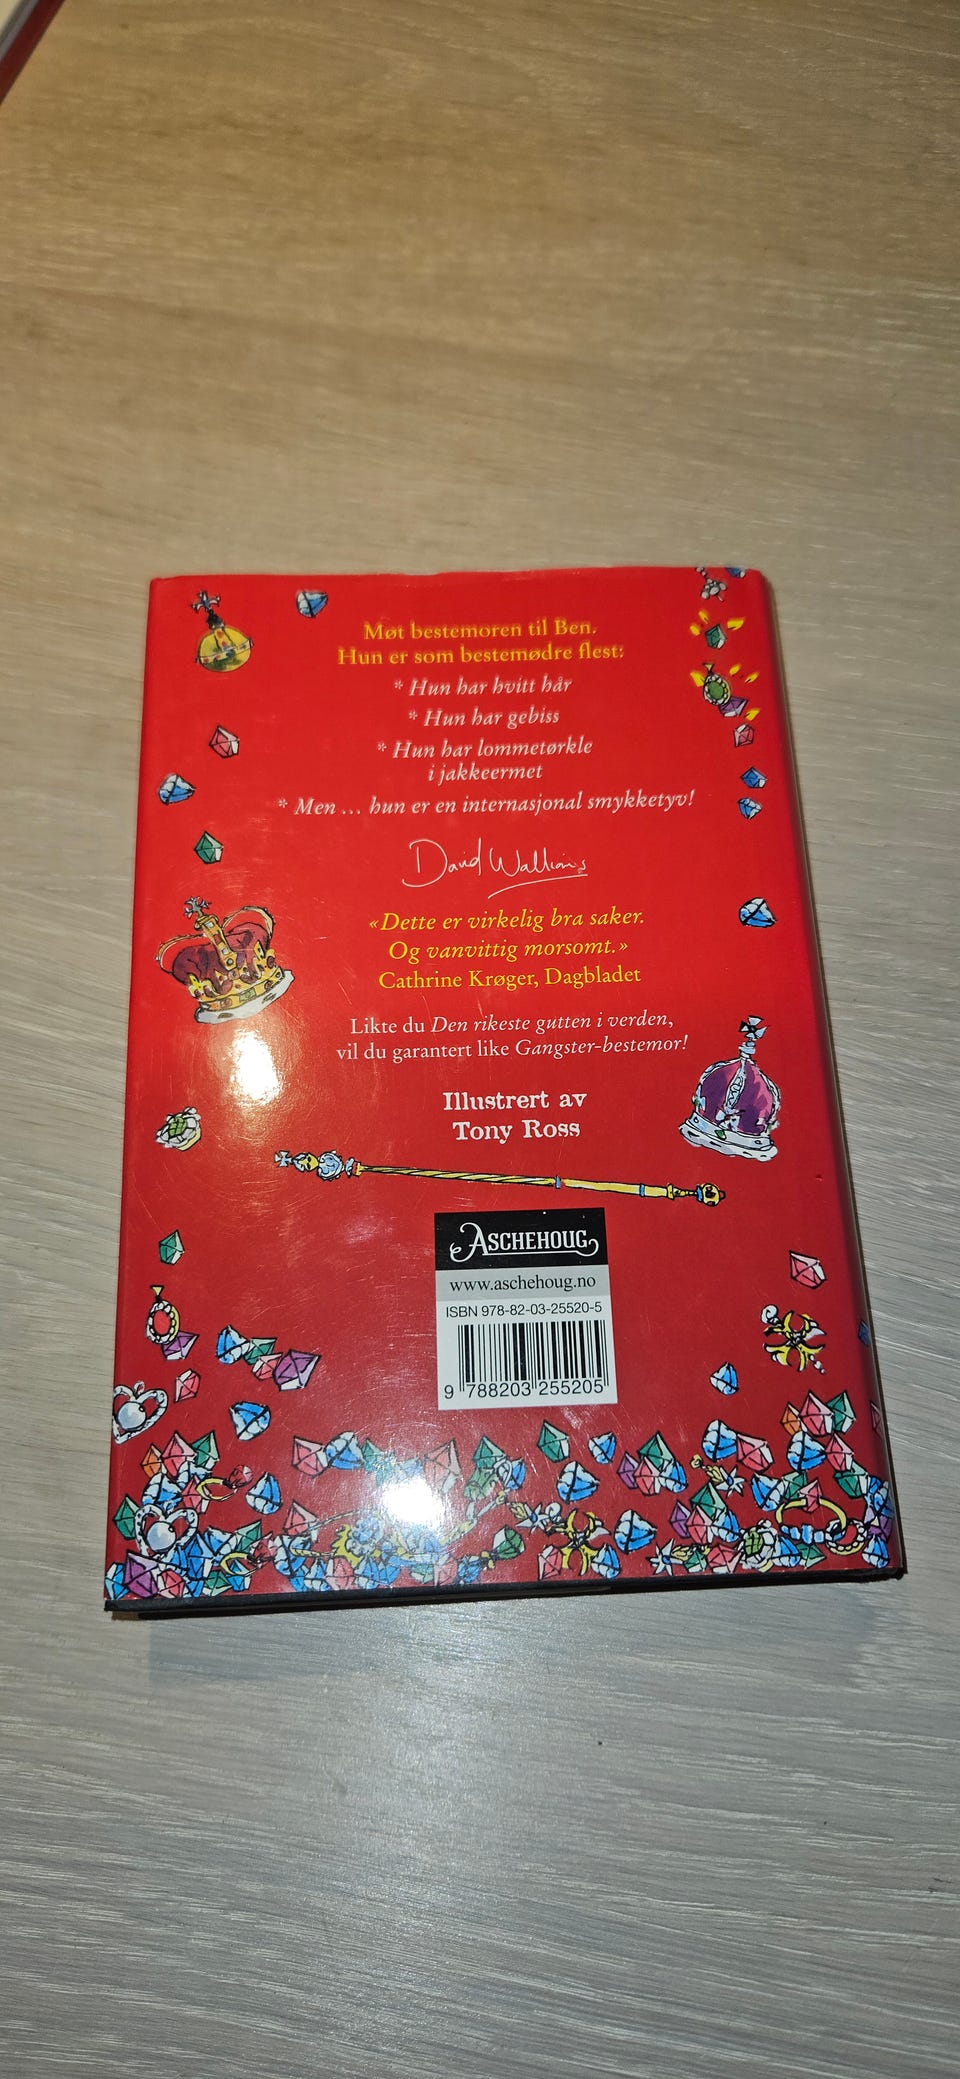 Møt bestemoren til Ben.
Hun er som bestemødre flest:
* Hun har hvitt hår
* Hun har gebiss
* Hun har lommetørkle
i jakkeermet
* Men ... hun er en internasjonal smykketyv!
David Walliams
«Dette er virkelig bra saker.
Og vanvittig morsomt.»
Cathrine Krøger, Dagbladet
Likte du Den rikeste gutten i verden,
vil du garantert like Gangster-bestemor!
Illustrert av
Tony Ross
ASCHEHOUG
www.aschehoug.no
ISBN 978-82-03-25520-5
9 788203 255205